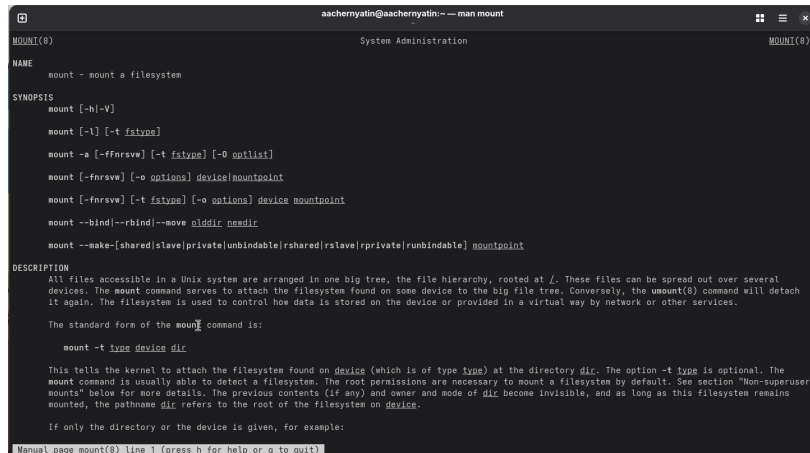 aachernyatin@aachernyatin:~ — man mount
MOUNT(8) System Administration MOUNT(8)
NAME
mount - mount a filesystem
SYNOPSIS
mount [-h|-V]
mount [-l] [-t fstype]
mount -a [-fFnrsvw] [-t fstype] [-O optlist]
mount [-fnrsvw] [-o options] device|mountpoint
mount [-fnrsvw] [-t fstype] [-o options] device mountpoint
mount --bind|--rbind|--move olddir newdir
mount --make-[shared|slave|private|unbindable|rshared|rslave|rprivate|runbindable] mountpoint
DESCRIPTION
All files accessible in a Unix system are arranged in one big tree, the file hierarchy, rooted at /. These files can be spread out over several
devices. The mount command serves to attach the filesystem found on some device to the big file tree. Conversely, the umount(8) command will detach
it again. The filesystem is used to control how data is stored on the device or provided in a virtual way by network or other services.
The standard form of the mount command is:
mount -t type device dir
This tells the kernel to attach the filesystem found on device (which is of type type) at the directory dir. The option -t type is optional. The
mount command is usually able to detect a filesystem. The root permissions are necessary to mount a filesystem by default. See section "Non-superuser
mounts" below for more details. The previous contents (if any) and owner and mode of dir become invisible, and as long as this filesystem remains
mounted, the pathname dir refers to the root of the filesystem on device.
If only the directory or the device is given, for example:
Manual page mount(8) line 1 (press h for help or q to quit)